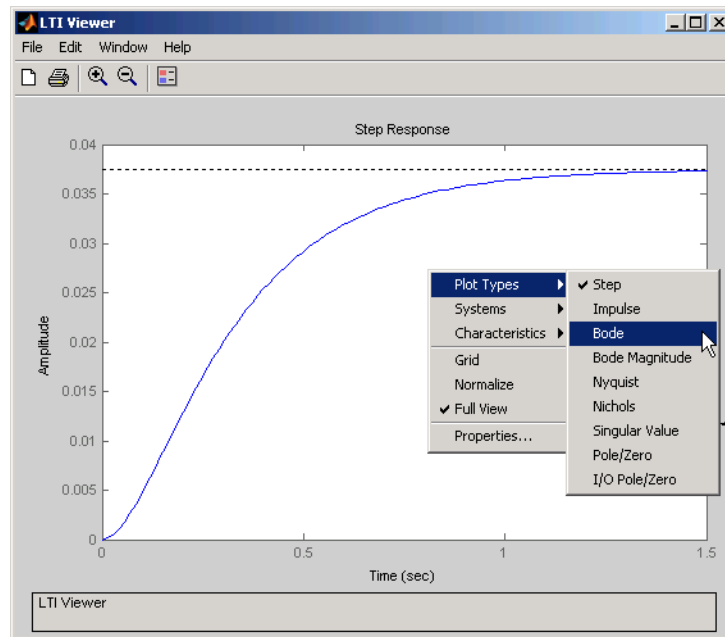 LTI Viewer
File Edit Window Help
Step Response
0.04
0.035
0.03
0.025
0.02
0.015
0.01
0.005
0
Amplitude
0 0.5 1 1.5
Time (sec)
Plot Types
Systems
Characteristics
Grid
Normalize
Full View
Properties...
Step
Impulse
Bode
Bode Magnitude
Nyquist
Nichols
Singular Value
Pole/Zero
I/O Pole/Zero
LTI Viewer